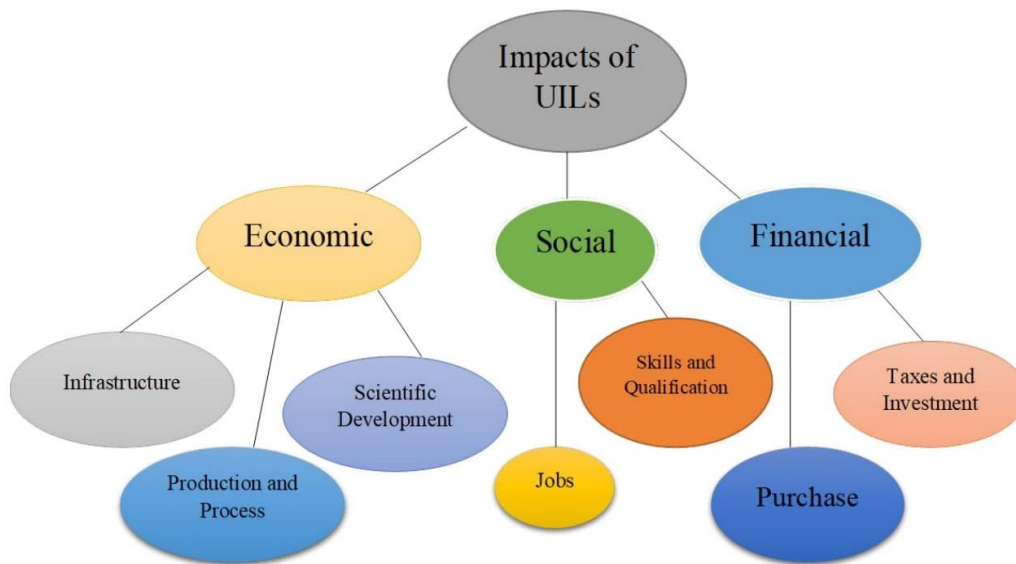 Impacts of
UILs
Economic
Social
Financial
Infrastructure
Scientific
Development
Skills and
Qualification
Taxes and
Investment
Production and
Process
Jobs
Purchase